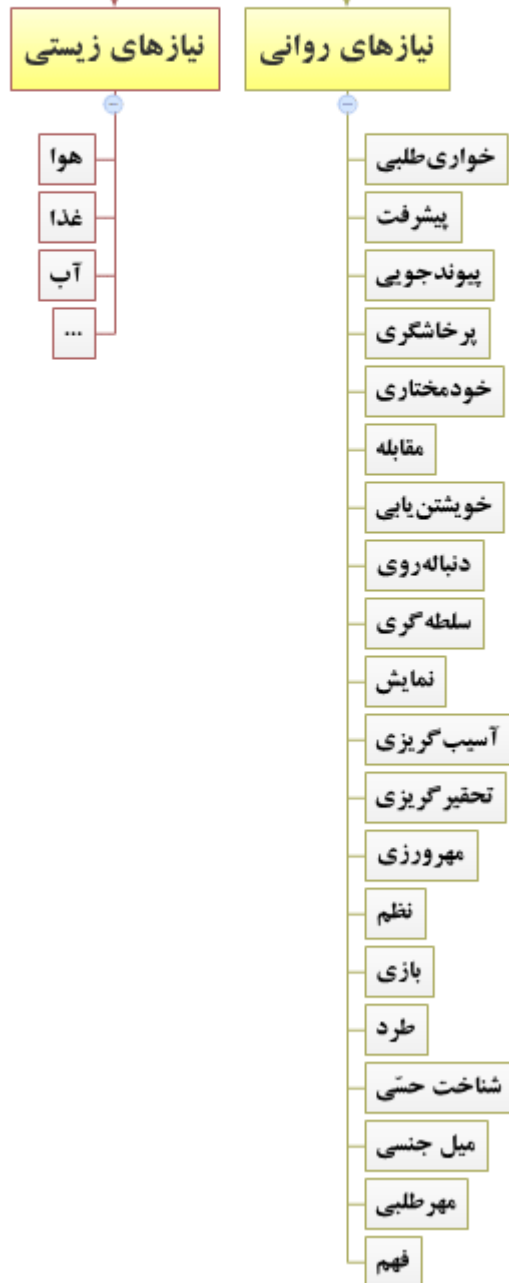 نیازهای روانی
خواری‌طلبی
پیشرفت
پیوندجویی
پرخاشگری
خودمختاری
مقابله
خویشتن‌یابی
دنباله‌روی
سلطه‌گری
نمایش
آسیب‌گریزی
تحقیرگریزی
مهرورزی
نظم
بازی
طرد
شناخت حسّی
میل جنسی
مهرطلبی
فهم
نیازهای زیستی
هوا
غذا
آب
...